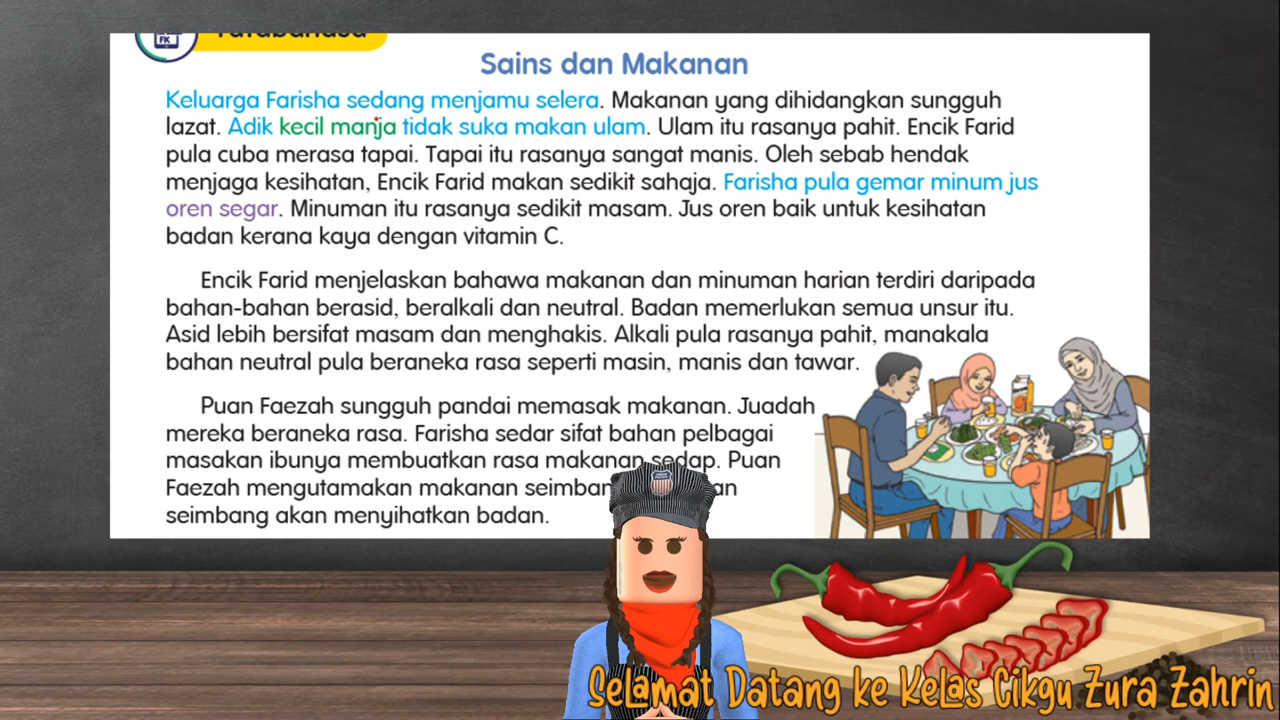 Tatabahasa
Sains dan Makanan
Keluarga Farisha sedang menjamu selera. Makanan yang dihidangkan sungguh
lazat. Adik kecil manja tidak suka makan ulam. Ulam itu rasanya pahit. Encik Farid
pula cuba merasa tapai. Tapai itu rasanya sangat manis. Oleh sebab hendak
menjaga kesihatan, Encik Farid makan sedikit sahaja. Farisha pula gemar minum jus
oren segar. Minuman itu rasanya sedikit masam. Jus oren baik untuk kesihatan
badan kerana kaya dengan vitamin C.
Encik Farid menjelaskan bahawa makanan dan minuman harian terdiri daripada
bahan-bahan berasid, beralkali dan neutral. Badan memerlukan semua unsur itu.
Asid lebih bersifat masam dan menghakis. Alkali pula rasanya pahit, manakala
bahan neutral pula beraneka rasa seperti masin, manis dan tawar.
Puan Faezah sungguh pandai memasak makanan. Juadah
mereka beraneka rasa. Farisha sedar sifat bahan pelbagai
masakan ibunya membuatkan rasa makanan sedap. Puan
Faezah mengutamakan makanan
seimbang akan menyihatkan badan.
Selamat Datang ke Kelas Cikgu Zura Zahrin